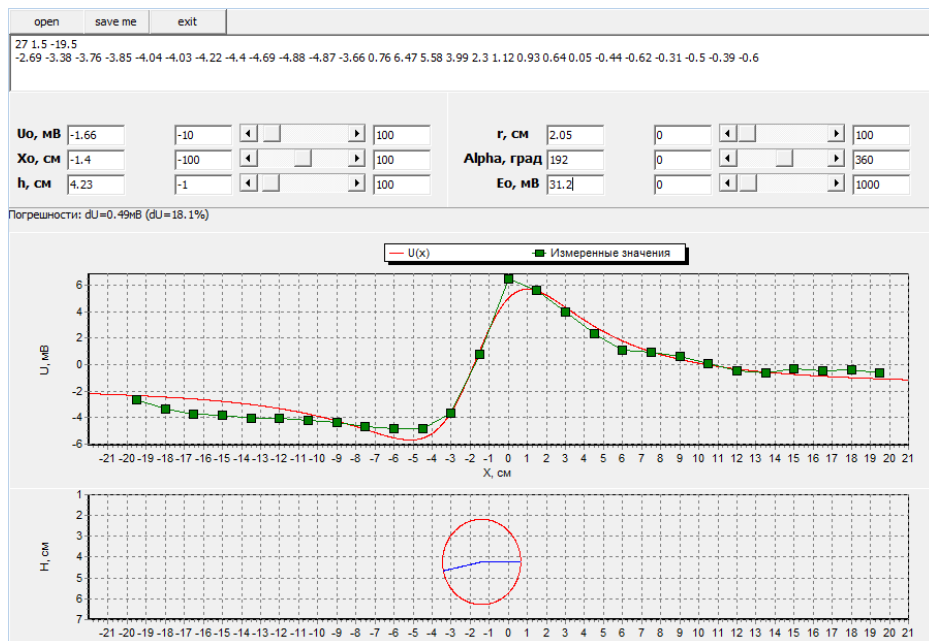 open save me exit
27 1.5 -19.5
-2.69 -3.38 -3.76 -3.85 -4.04 -4.03 -4.22 -4.4 -4.69 -4.88 -4.87 -3.66 0.76 6.47 5.58 3.99 2.3 1.12 0.93 0.64 0.05 -0.44 -0.62 -0.31 -0.5 -0.39 -0.6
Uo, мВ -1.66 -10 100 r, см 2.05 0 100
Xo, см -1.4 -100 100 Alpha, град 192 0 360
h, см 4.23 -1 100 Eo, мВ 31.2 0 1000
Погрешности: dU=0.49мВ (dU=18.1%)
U(x) Измеренные значения
6
4
2
0
-2
-4
-6
U, мВ
-21 -20 -19 -18 -17 -16 -15 -14 -13 -12 -11 -10 -9 -8 -7 -6 -5 -4 -3 -2 -1 0 1 2 3 4 5 6 7 8 9 10 11 12 13 14 15 16 17 18 19 20 21
X, см
1
2
3
4
5
6
7
H, см
-21 -20 -19 -18 -17 -16 -15 -14 -13 -12 -11 -10 -9 -8 -7 -6 -5 -4 -3 -2 -1 0 1 2 3 4 5 6 7 8 9 10 11 12 13 14 15 16 17 18 19 20 21